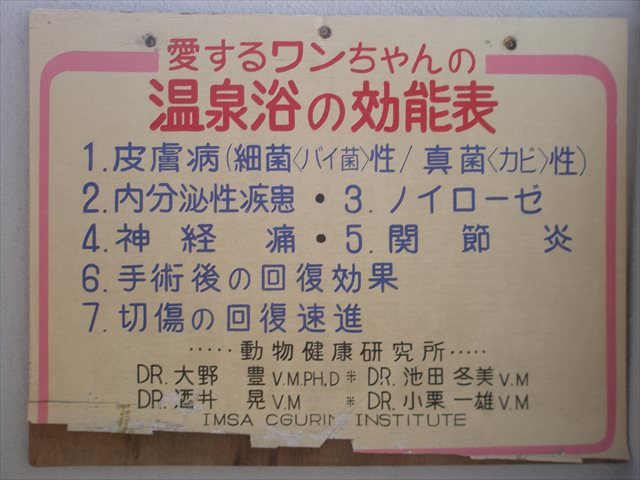 愛するワンちゃんの
温泉浴の効能表
1. 皮膚病(細菌〈バイ菌〉性/真菌〈カビ〉性)
2. 内分泌性疾患・3. ノイローゼ
4. 神経痛・5. 関節炎
6. 手術後の回復効果
7. 切傷の回復速進
‥‥‥動物健康研究所‥‥‥
DR. 大野 豊 V.M.PH,D ※ DR. 池田 冬美 V.M
DR. 酒井 晃 V.M ※ DR. 小栗 一雄 V.M
IMSA CGURIN INSTITUTE